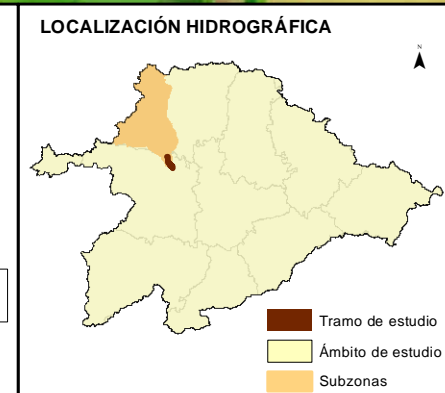 LOCALIZACIÓN HIDROGRÁFICA
N
Tramo de estudio
Ámbito de estudio
Subzonas